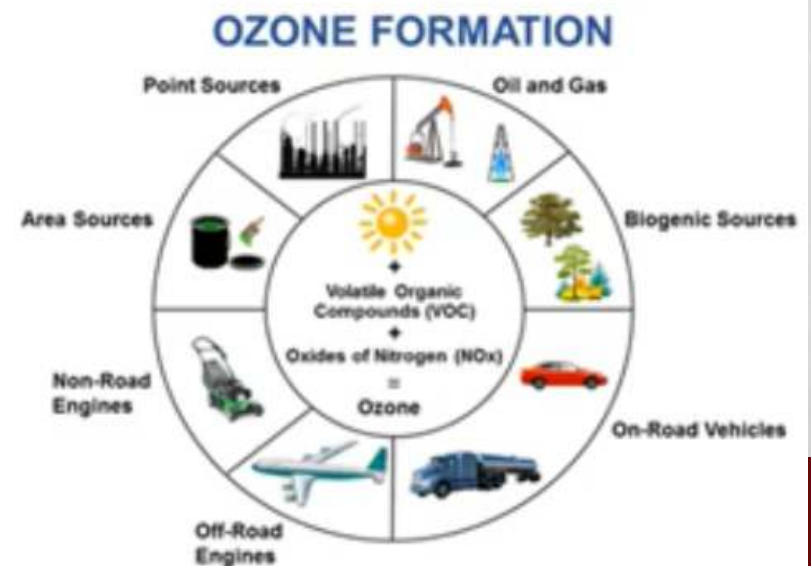 OZONE FORMATION
Point Sources
Oil and Gas
Area Sources
Biogenic Sources
+
Volatile Organic
Compounds (VOC)
+
Oxides of Nitrogen (NOx)
=
Ozone
Non-Road
Engines
On-Road Vehicles
Off-Road
Engines